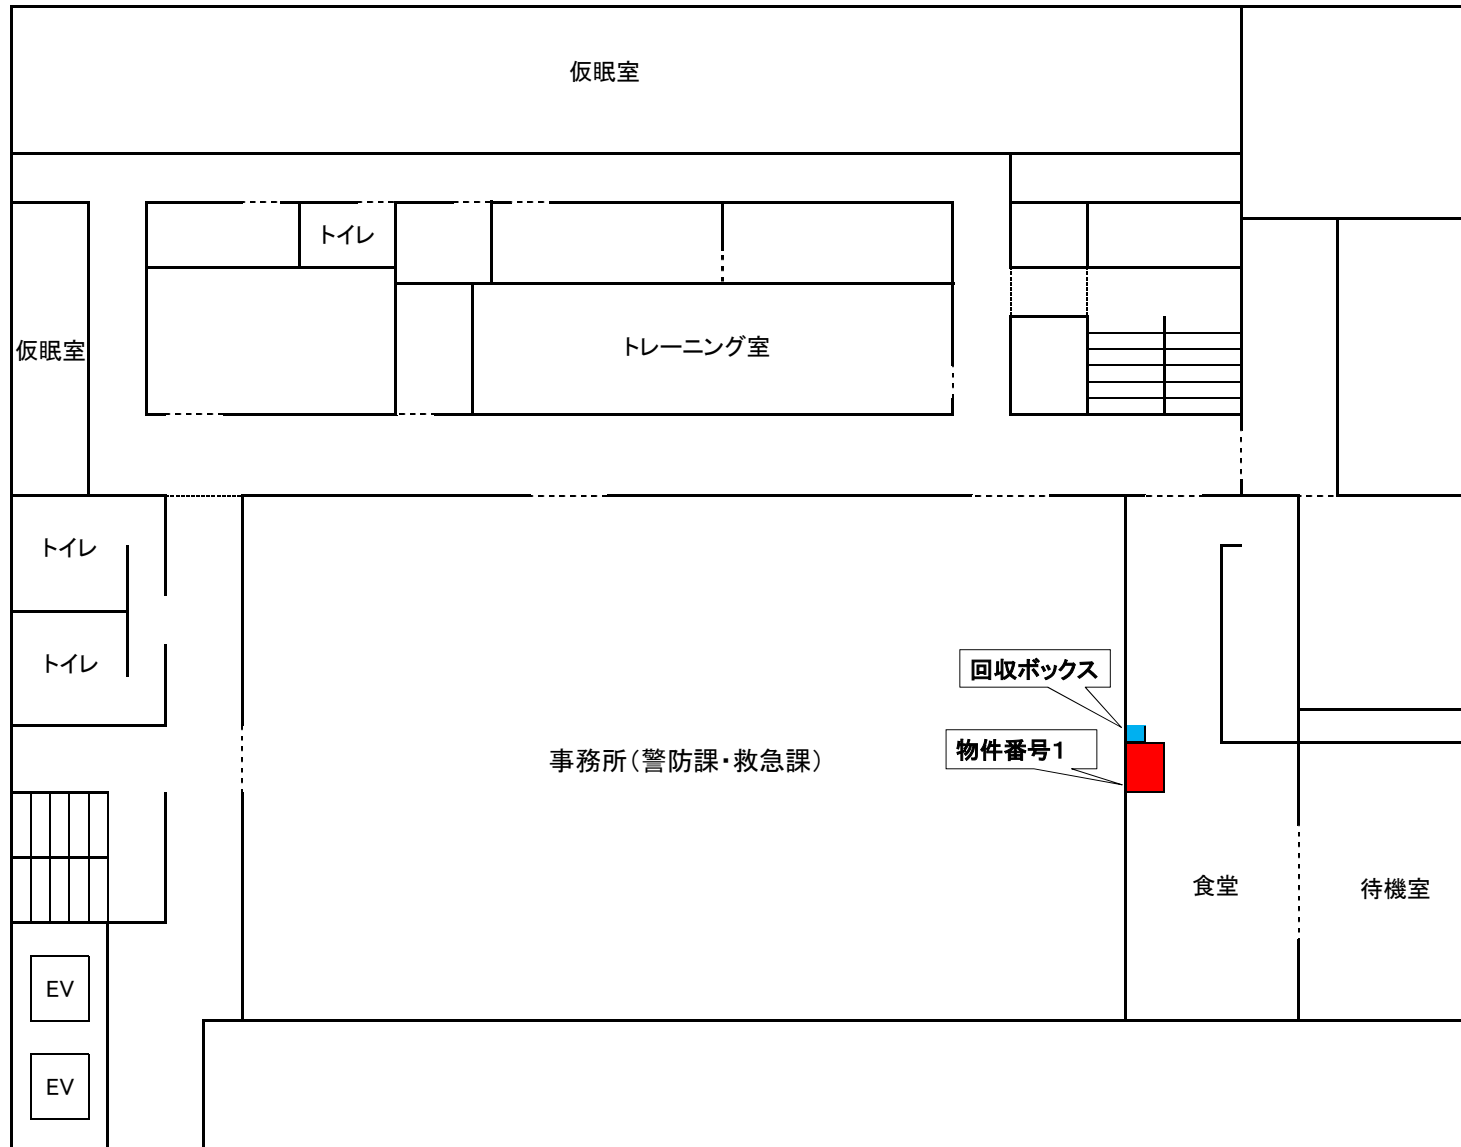 仮眠室
トイレ
仮眠室
トレーニング室
トイレ
トイレ
回収ボックス
物件番号1
事務所(警防課・救急課)
食堂
待機室
EV
EV